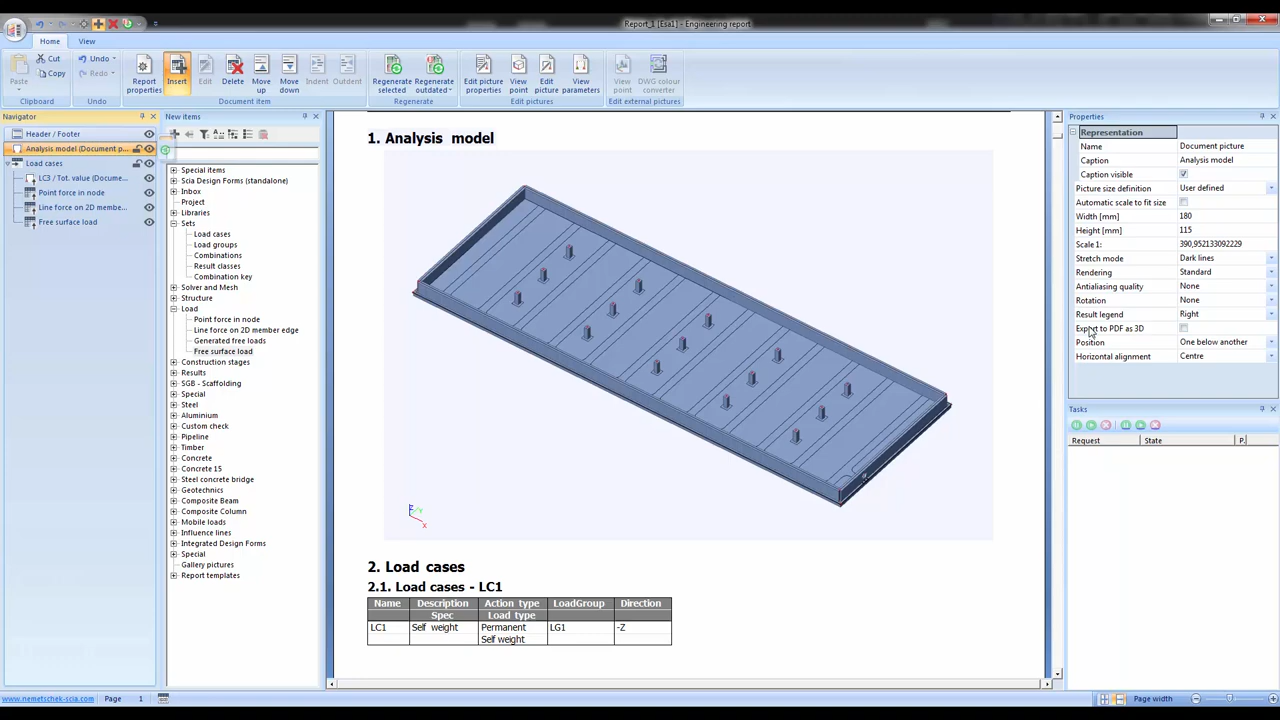 Report_1 [Esa1] - Engineering report
Home
View
Paste
Cut
Copy
Undo
Redo
Report properties
Insert
Edit
Delete
Move up
Move down
Indent
Outdent
Regenerate selected
Regenerate outdated
Edit picture properties
View point
Edit picture
View parameters
View point
DWG colour converter
Clipboard
Undo
Document item
Regenerate
Edit pictures
Edit external pictures
Navigator
Header / Footer
Analysis model (Document p...
Load cases
LC3 / Tot. value (Docume...
Point force in node
Line force on 2D membe...
Free surface load
New items
Special items
Scia Design Forms (standalone)
Inbox
Project
Libraries
Sets
Load cases
Load groups
Combinations
Result classes
Combination key
Solver and Mesh
Structure
Load
Point force in node
Line force on 2D member edge
Generated free loads
Free surface load
Construction stages
Results
SGB - Scaffolding
Special
Steel
Aluminium
Custom check
Pipeline
Timber
Concrete
Concrete 15
Steel concrete bridge
Geotechnics
Composite Beam
Composite Column
Mobile loads
Influence lines
Integrated Design Forms
Special
Gallery pictures
Report templates
1. Analysis model
2. Load cases
2.1. Load cases - LC1
Name Description Action type LoadGroup Direction
Spec Load type
LC1 Self weight Permanent LG1 -Z
Self weight
Properties
Representation
Name Document picture
Caption Analysis model
Caption visible
Picture size definition User defined
Automatic scale to fit size
Width [mm] 180
Height [mm] 115
Scale 1: 390,952133092229
Stretch mode Dark lines
Rendering Standard
Antialiasing quality None
Rotation None
Result legend Right
Export to PDF as 3D
Position One below another
Horizontal alignment Centre
Tasks
Request State P.
www.nemetschek-scia.com
Page 1
Page width